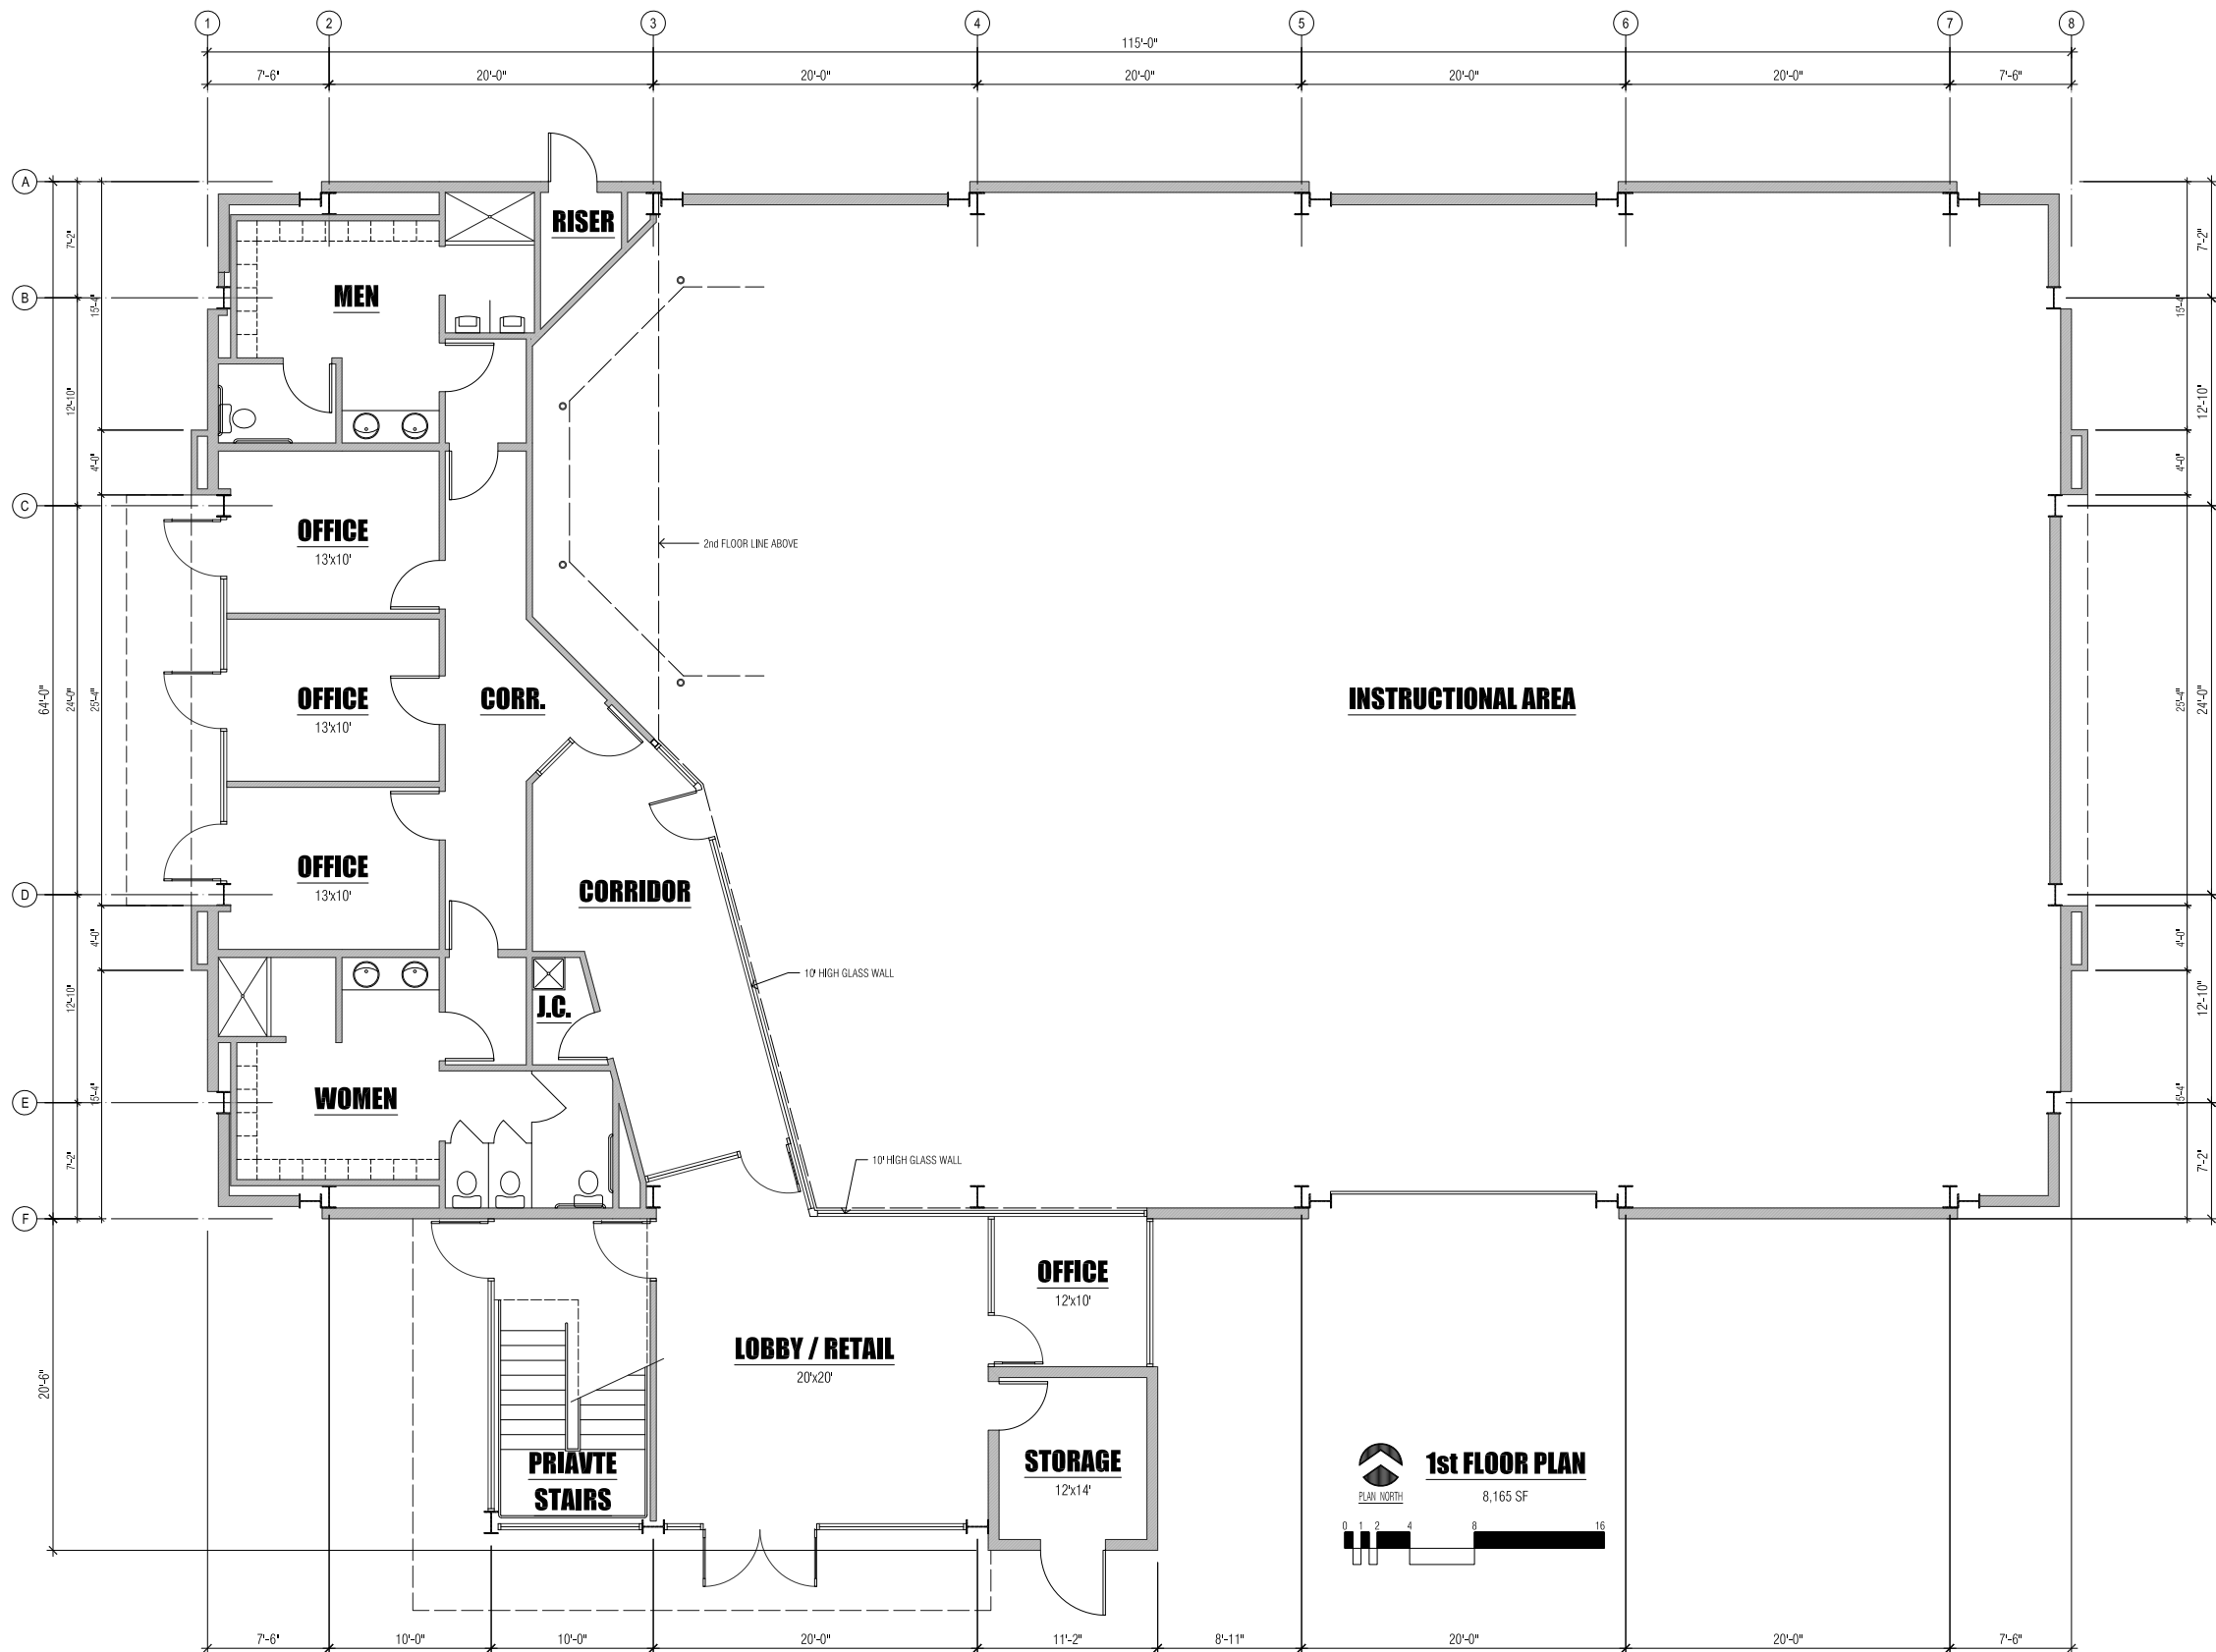 1 2 3 4 5 6 7 8
115'-0"
7'-6" 20'-0" 20'-0" 20'-0" 20'-0" 20'-0" 7'-6"
A
RISER
7'-2" 7'-2"
B
MEN
15'-4" 15'-4"
12'-10" 12'-10"
4'-0" 4'-0"
C
OFFICE
13'x10'
2nd FLOOR LINE ABOVE
64'-0" 24'-0" 25'-4"
OFFICE
13'x10'
CORR.
INSTRUCTIONAL AREA
25'-4" 24'-0"
OFFICE
13'x10'
CORRIDOR
D
4'-0" 4'-0"
10' HIGH GLASS WALL
12'-10" 12'-10"
J.C.
15'-4" 15'-4"
WOMEN
E
7'-2" 7'-2"
10' HIGH GLASS WALL
F
OFFICE
12'x10'
LOBBY / RETAIL
20'x20'
20'-6"
PRIAVTE
STAIRS
STORAGE
12'x14'
PLAN NORTH
1st FLOOR PLAN
8,165 SF
0 1 2 4 8 16
7'-6" 10'-0" 10'-0" 20'-0" 11'-2" 8'-11" 20'-0" 20'-0" 7'-6"